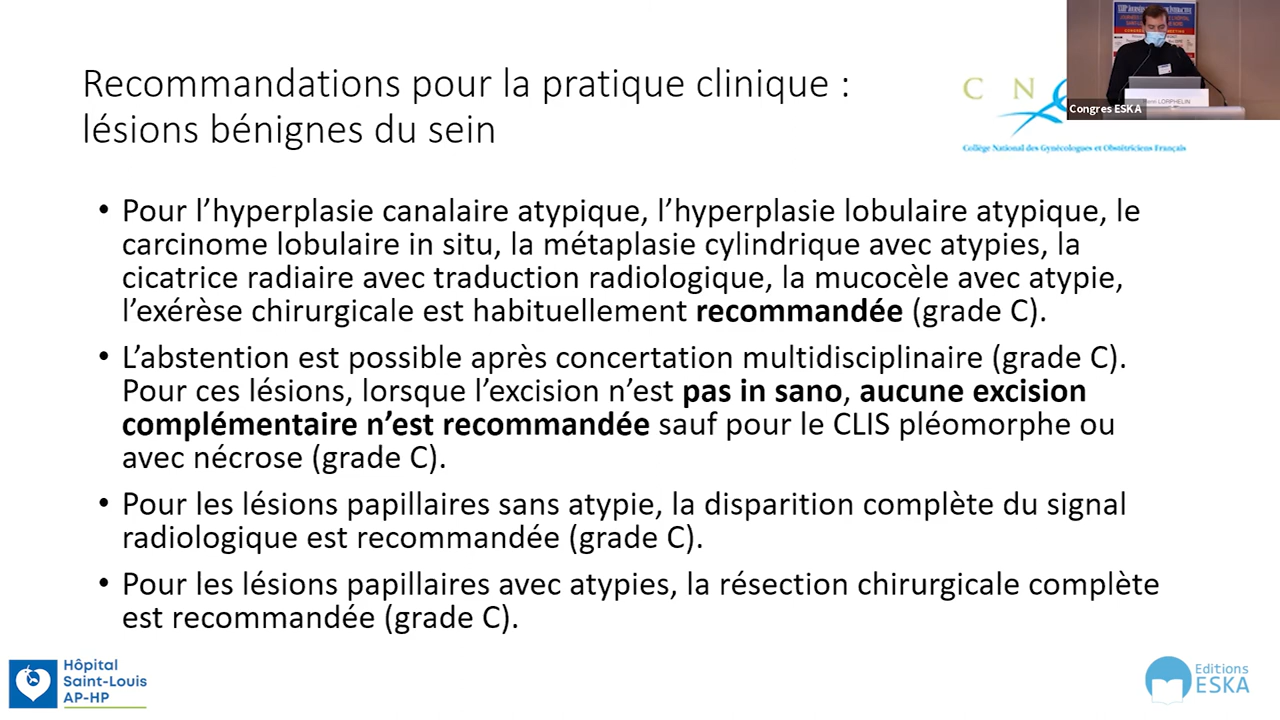 Recommandations pour la pratique clinique :
lésions bénignes du sein
C N
Collège National des Gynécologues et Obstétriciens Français
Congres ESKA
LORPHELIN
• Pour l’hyperplasie canalaire atypique, l’hyperplasie lobulaire atypique, le
carcinome lobulaire in situ, la métaplasie cylindrique avec atypies, la
cicatrice radiaire avec traduction radiologique, la mucocèle avec atypie,
l’exérèse chirurgicale est habituellement recommandée (grade C).
• L’abstention est possible après concertation multidisciplinaire (grade C).
Pour ces lésions, lorsque l’excision n’est pas in sano, aucune excision
complémentaire n’est recommandée sauf pour le CLIS pléomorphe ou
avec nécrose (grade C).
• Pour les lésions papillaires sans atypie, la disparition complète du signal
radiologique est recommandée (grade C).
• Pour les lésions papillaires avec atypies, la résection chirurgicale complète
est recommandée (grade C).
Hôpital
Saint-Louis
AP-HP
Editions
ESKA